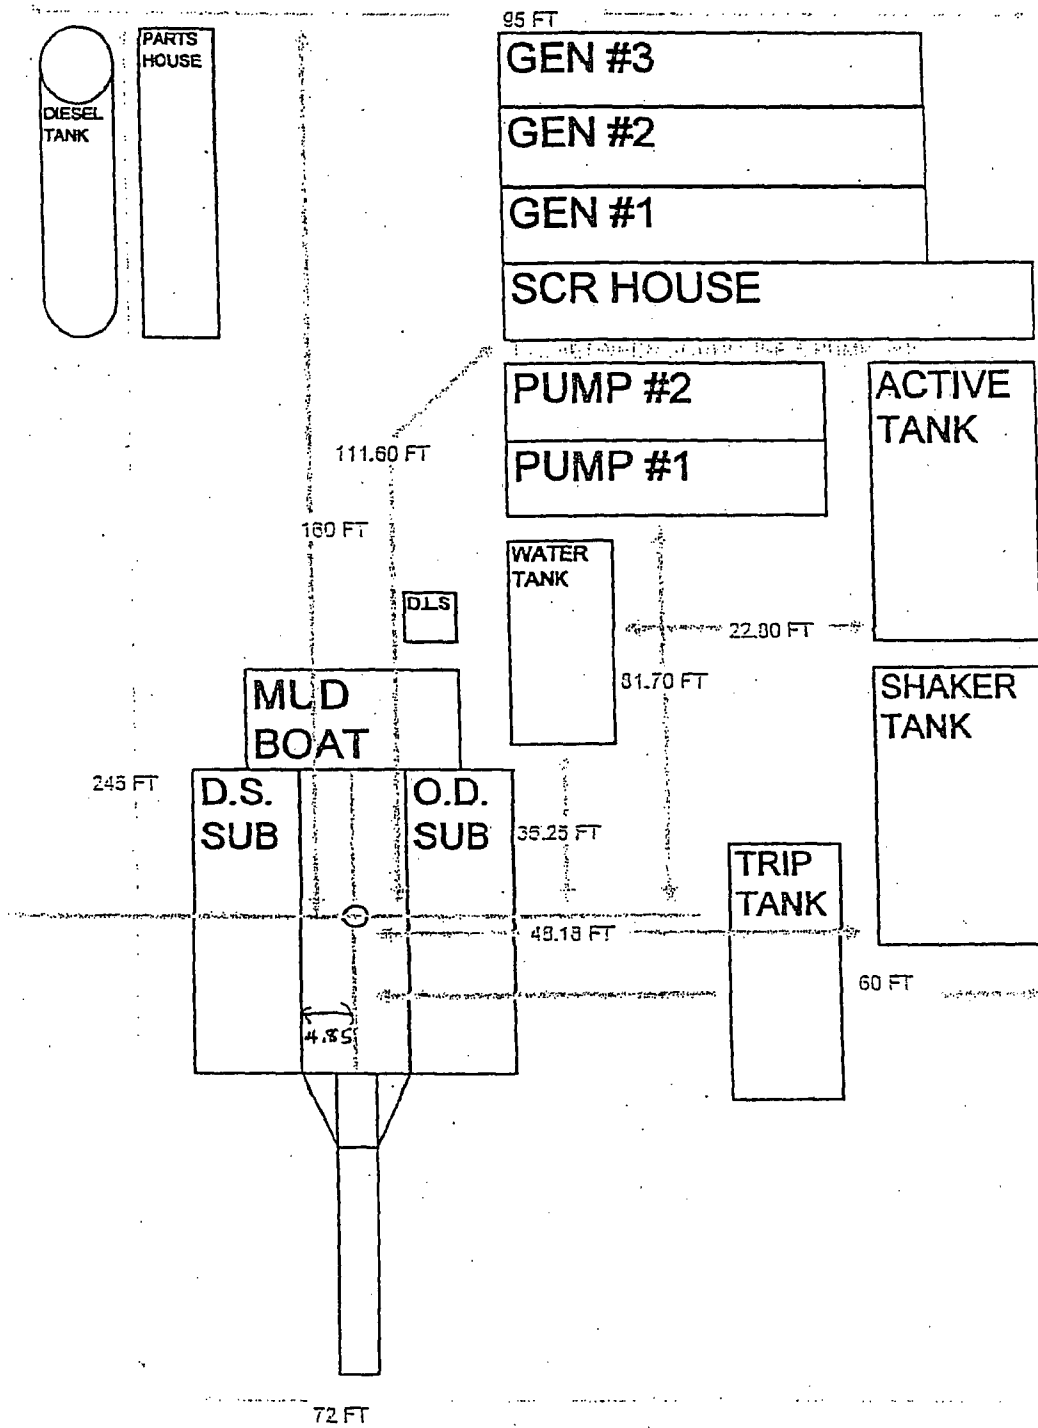 95 FT
PARTS
HOUSE
GEN #3
DIESEL
TANK
GEN #2
GEN #1
SCR HOUSE
PUMP #2
ACTIVE
TANK
111.60 FT
PUMP #1
160 FT
WATER
TANK
D.L.S
22.80 FT
MUD
BOAT
81.70 FT
SHAKER
TANK
245 FT
D.S.
SUB
O.D.
SUB
36.25 FT
TRIP
TANK
48.18 FT
60 FT
4.85
72 FT